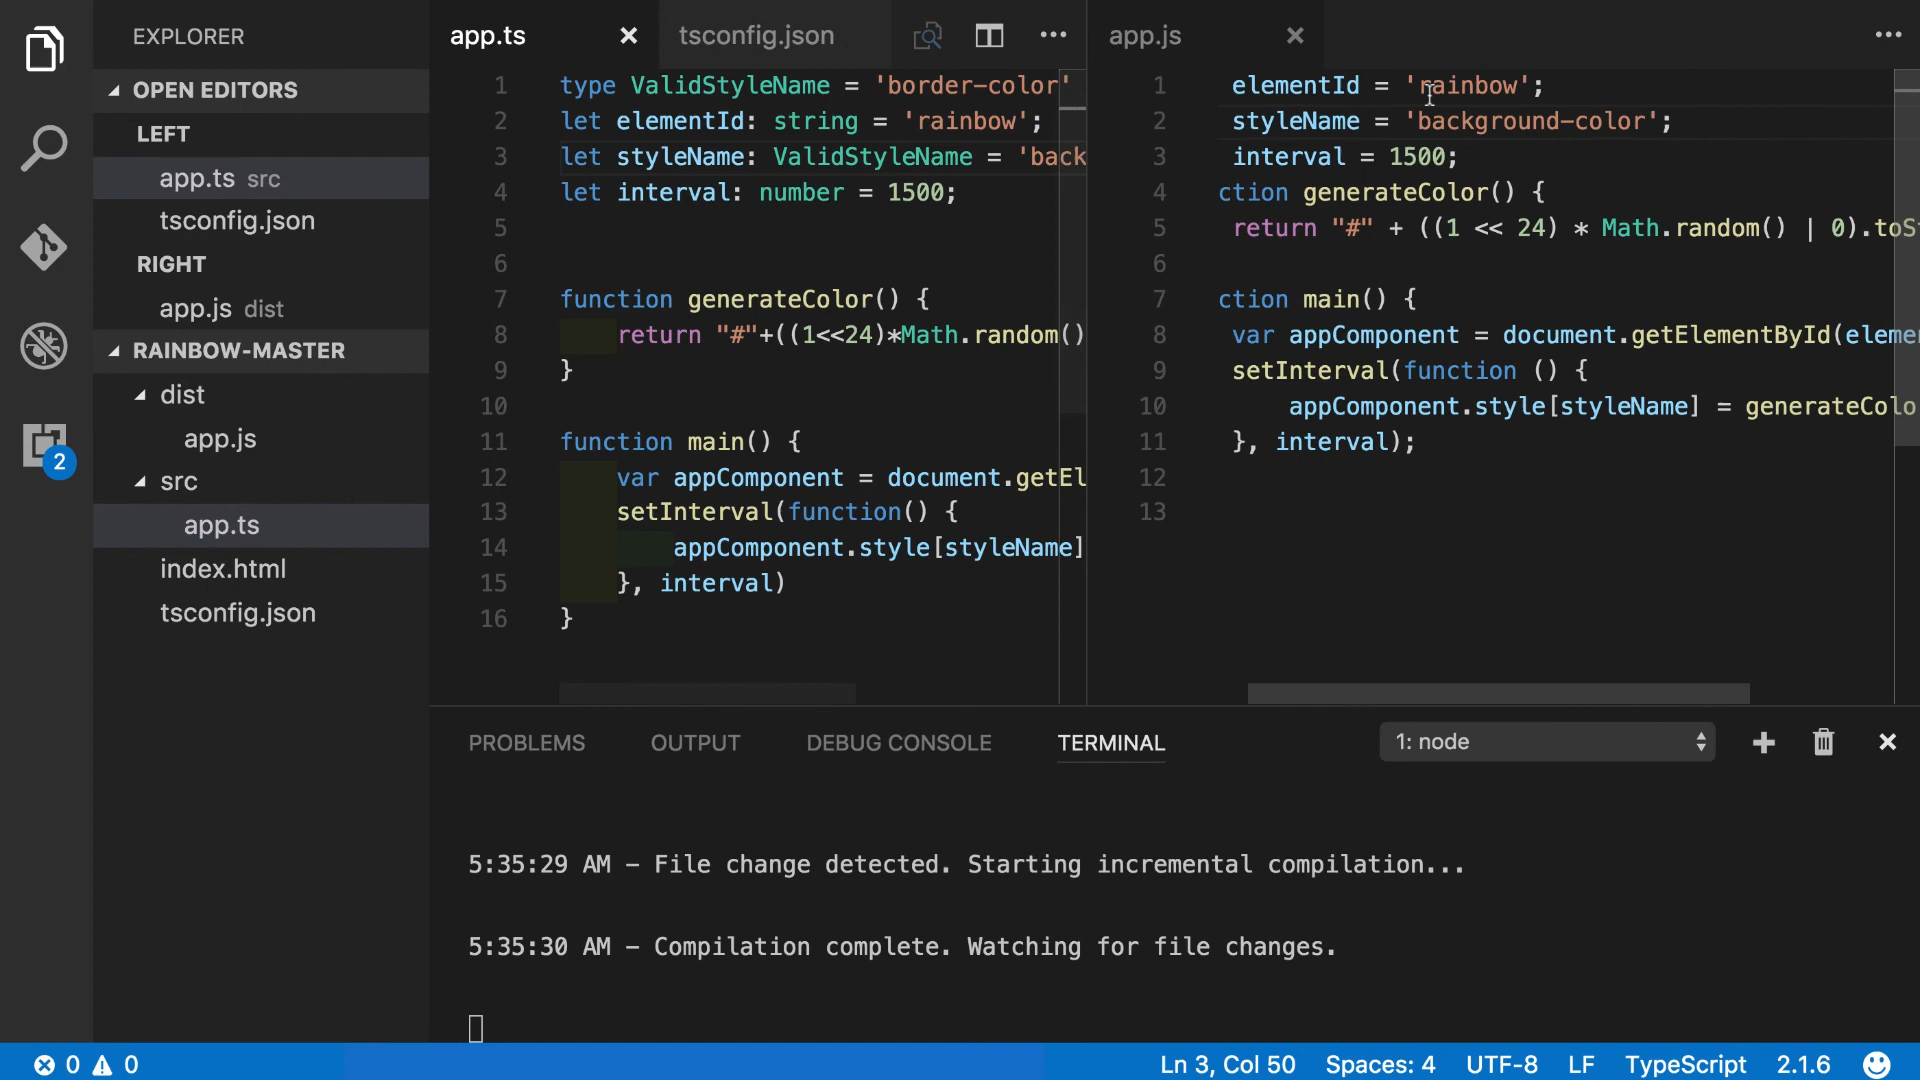 EXPLORER
OPEN EDITORS
LEFT
app.ts src
tsconfig.json
RIGHT
app.js dist
RAINBOW-MASTER
dist
app.js
src
app.ts
index.html
tsconfig.json
2
app.ts
tsconfig.json
1 type ValidStyleName = 'border-color'
2 let elementId: string = 'rainbow';
3 let styleName: ValidStyleName = 'back
4 let interval: number = 1500;
5
6
7 function generateColor() {
8 return "#"+((1<<24)*Math.random()
9 }
10
11 function main() {
12 var appComponent = document.getEl
13 setInterval(function() {
14 appComponent.style[styleName]
15 }, interval)
16 }
app.js
1 elementId = 'rainbow';
2 styleName = 'background-color';
3 interval = 1500;
4 ction generateColor() {
5 return "#" + ((1 << 24) * Math.random() | 0).toS
6
7 ction main() {
8 var appComponent = document.getElementById(eleme
9 setInterval(function () {
10 appComponent.style[styleName] = generateColo
11 }, interval);
12
13
PROBLEMS OUTPUT DEBUG CONSOLE TERMINAL 1: node
5:35:29 AM – File change detected. Starting incremental compilation...
5:35:30 AM – Compilation complete. Watching for file changes.
0 0 Ln 3, Col 50 Spaces: 4 UTF-8 LF TypeScript 2.1.6